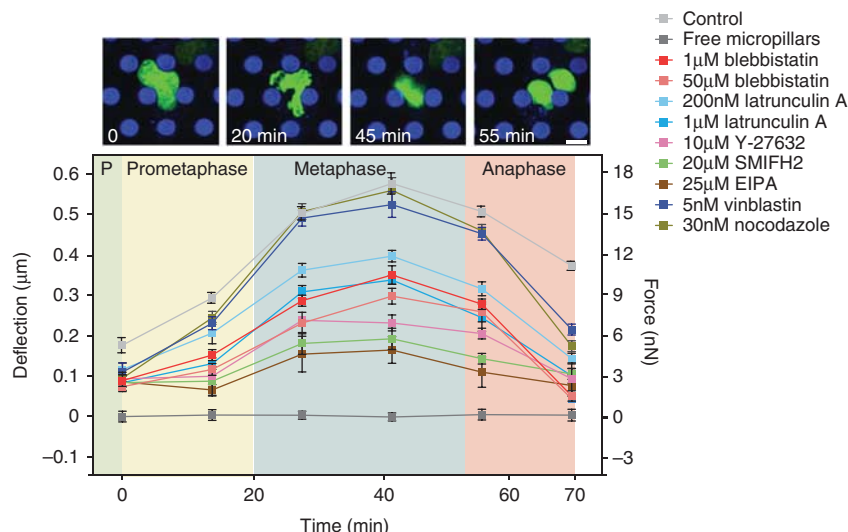 Control
Free micropillars
1µM blebbistatin
50µM blebbistatin
200nM latrunculin A
1µM latrunculin A
10µM Y-27632
20µM SMIFH2
25µM EIPA
5nM vinblastin
30nM nocodazole
0
20 min
45 min
55 min
P
Prometaphase
Metaphase
Anaphase
0.6
0.5
0.4
0.3
0.2
0.1
0
–0.1
Deflection (µm)
18
15
12
9
6
3
0
–3
Force (nN)
0
20
40
60
70
Time (min)